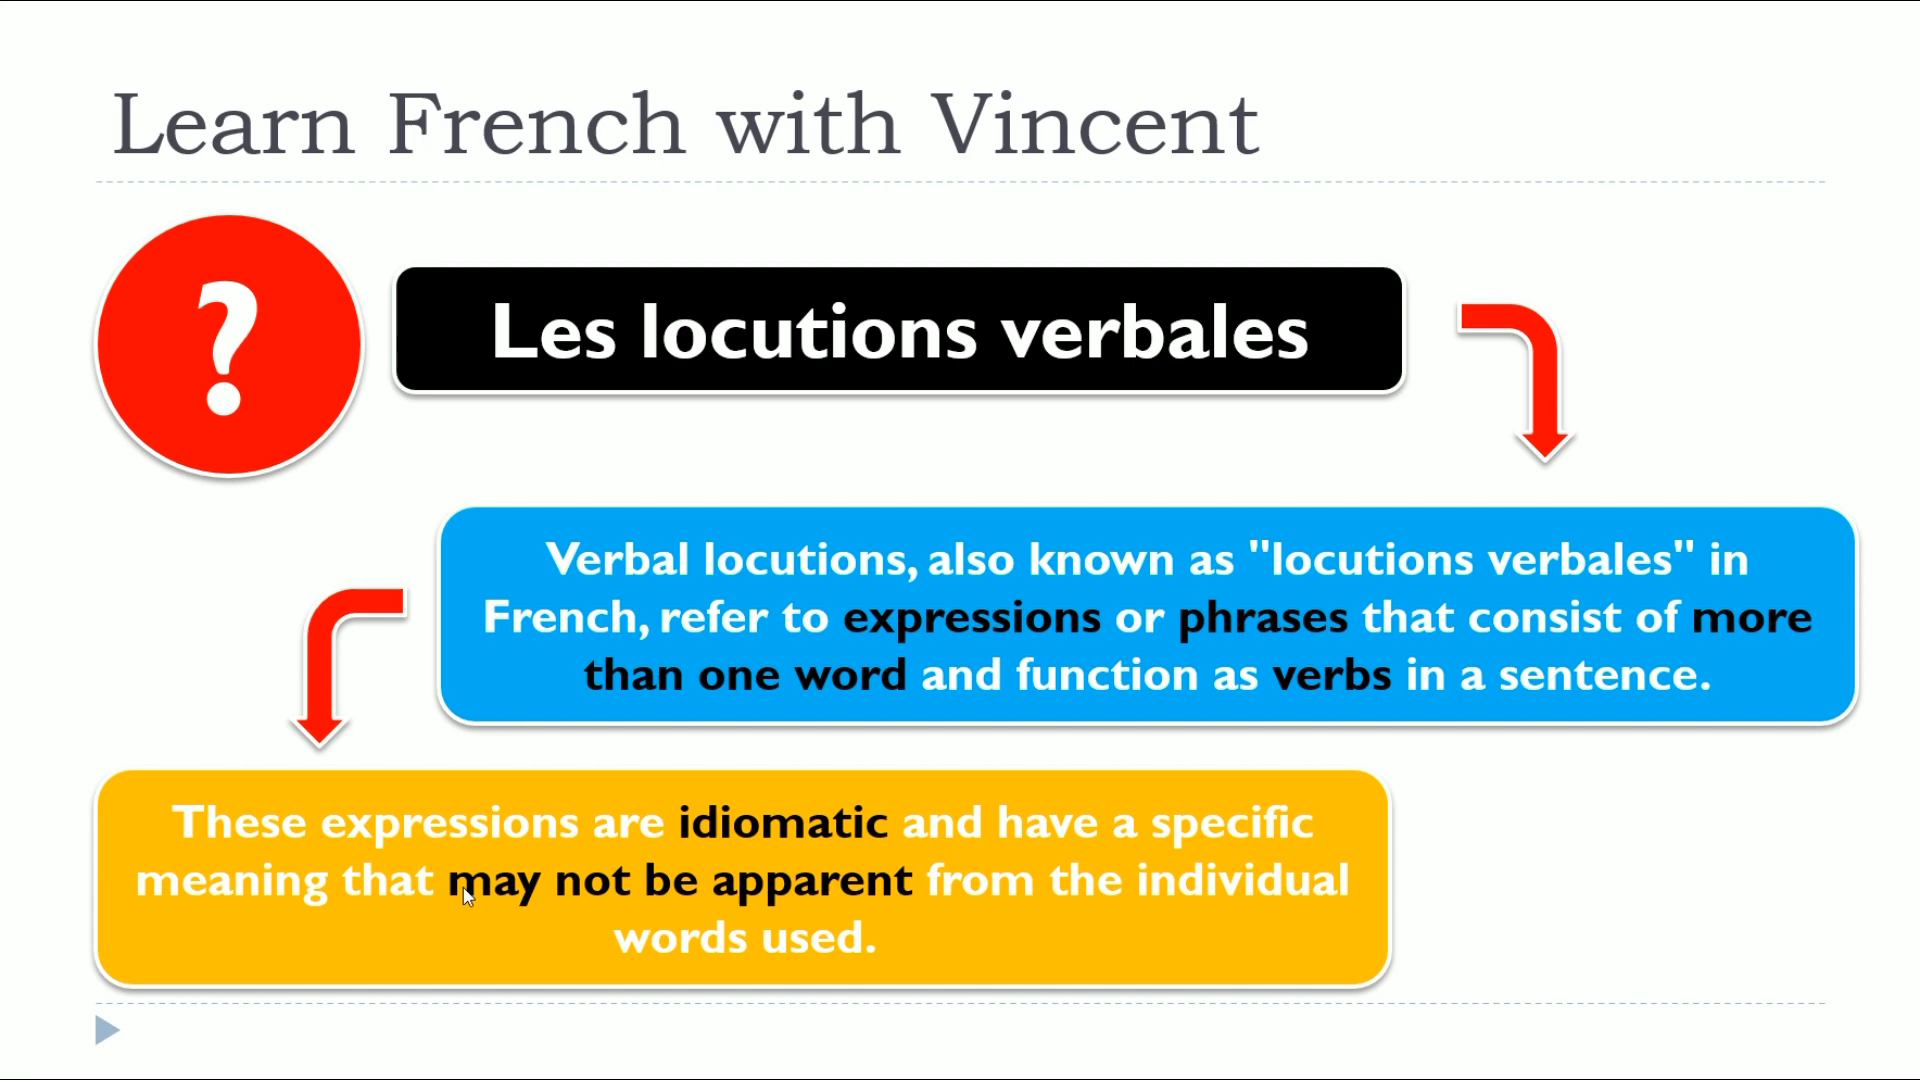 Learn French with Vincent
?
Les locutions verbales
Verbal locutions, also known as "locutions verbales" in
French, refer to expressions or phrases that consist of more
than one word and function as verbs in a sentence.
These expressions are idiomatic and have a specific
meaning that may not be apparent from the individual
words used.